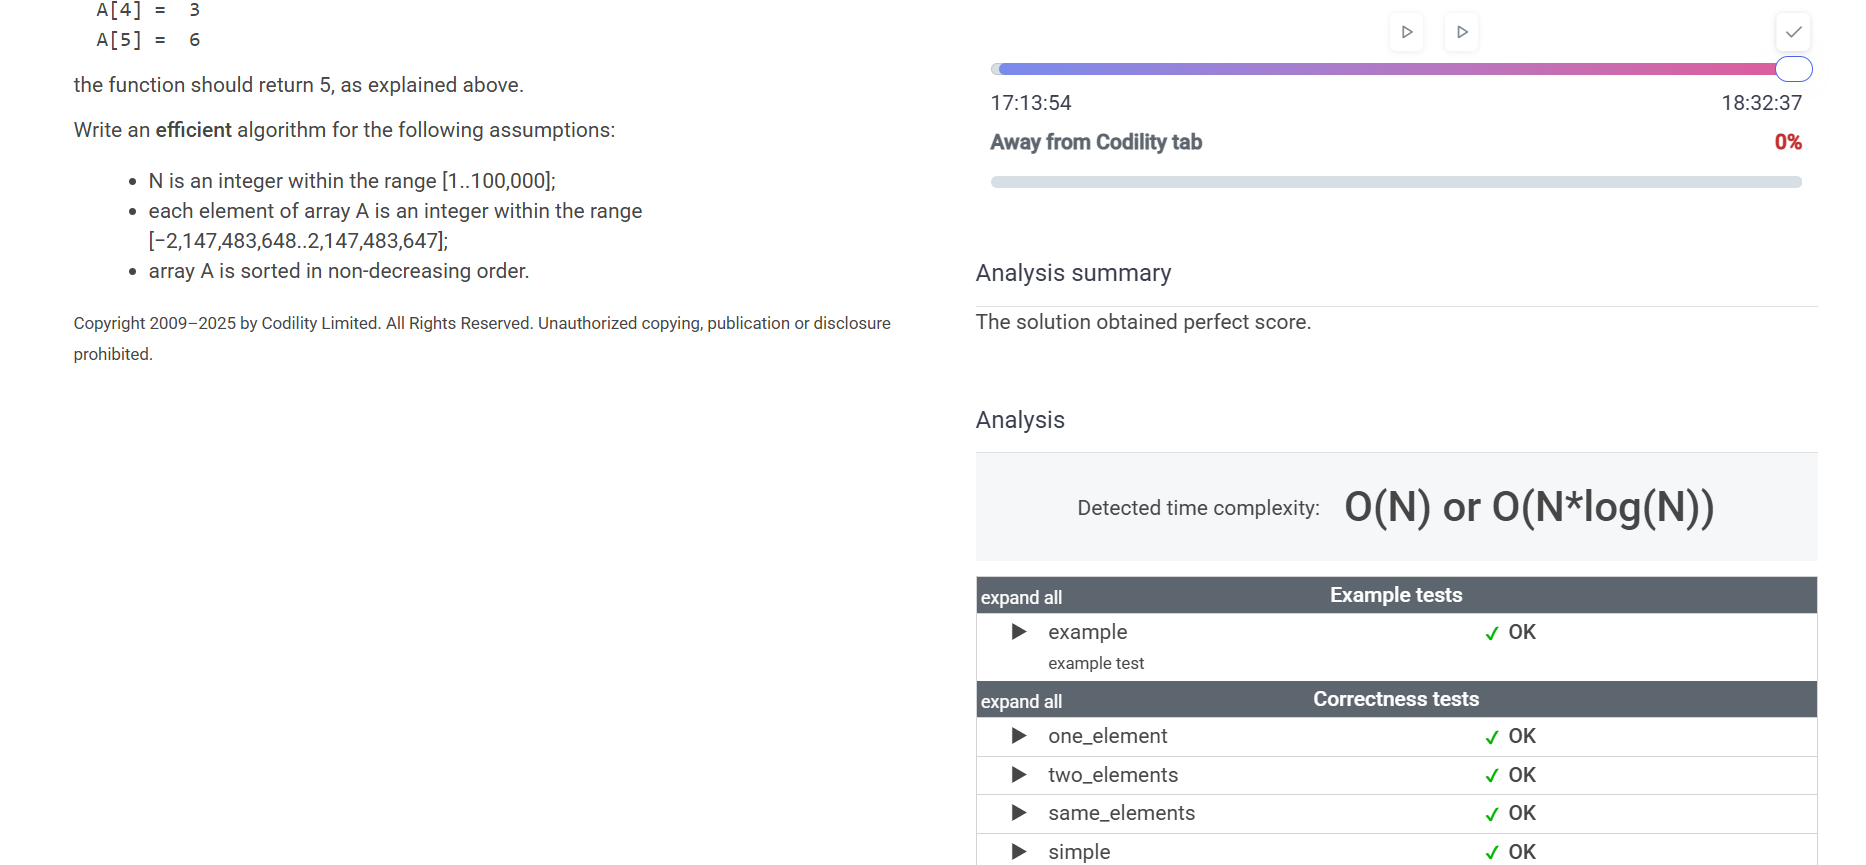 A[4] =  3
A[5] =  6
the function should return 5, as explained above.
Write an efficient algorithm for the following assumptions:
• N is an integer within the range [1..100,000];
• each element of array A is an integer within the range
[−2,147,483,648..2,147,483,647];
• array A is sorted in non-decreasing order.
Copyright 2009–2025 by Codility Limited. All Rights Reserved. Unauthorized copying, publication or disclosure
prohibited.
17:13:54 18:32:37
Away from Codility tab 0%
Analysis summary
The solution obtained perfect score.
Analysis
Detected time complexity: O(N) or O(N*log(N))
expand all Example tests
▶ example ✓ OK
example test
expand all Correctness tests
▶ one_element ✓ OK
▶ two_elements ✓ OK
▶ same_elements ✓ OK
▶ simple ✓ OK